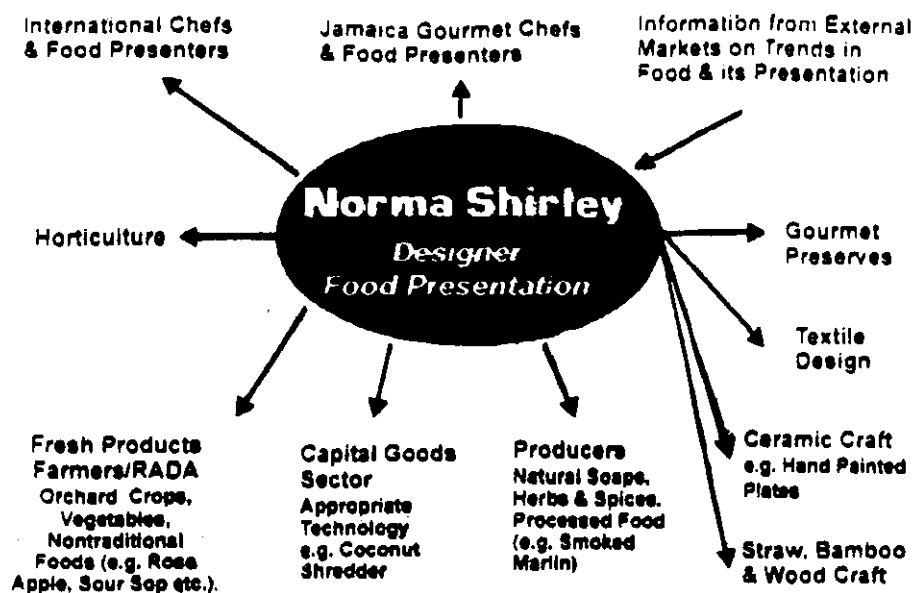 International Chefs
& Food Presenters
Jamaica Gourmet Chefs
& Food Presenters
Information from External
Markets on Trends in
Food & its Presentation
Norma Shirley
Designer
Food Presentation
Horticulture
Gourmet
Preserves
Textile
Design
Ceramic Craft
e.g. Hand Painted
Plates
Straw, Bamboo
& Wood Craft
Fresh Products
Farmers/RADA
Orchard Crops,
Vegetables,
Nontraditional
Foods (e.g. Rose
Apple, Sour Sop etc.).
Capital Goods
Sector
Appropriate
Technology
e.g. Coconut
Shredder
Producers
Natural Soaps,
Herbs & Spices,
Processed Food
(e.g. Smoked
Marlin)